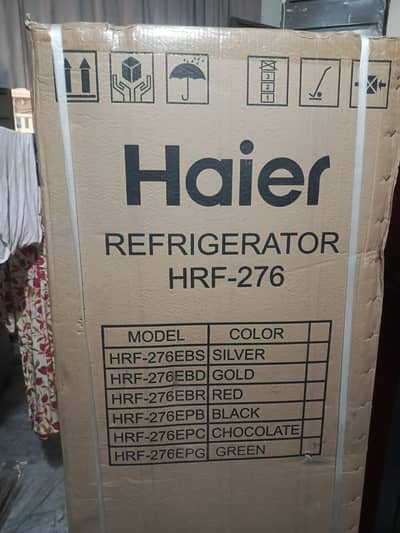 Haier
REFRIGERATOR
HRF-276
MODEL COLOR
HRF-276EBS SILVER
HRF-276EBD GOLD
HRF-276EBR RED
HRF-276EPB BLACK
HRF-276EPC CHOCOLATE
HRF-276EPG GREEN